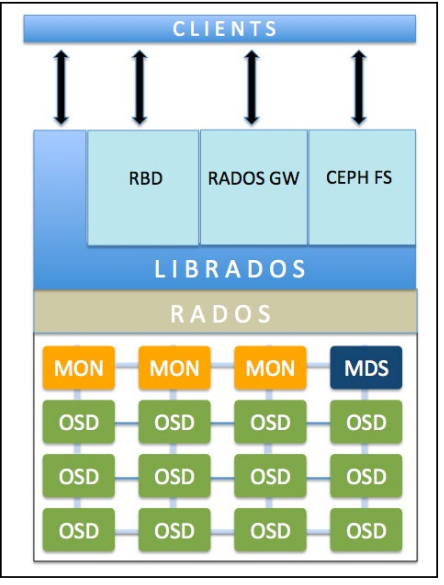 CLIENTS
RBD RADOS GW CEPH FS
LIBRADOS
RADOS
MON MON MON MDS
OSD OSD OSD OSD
OSD OSD OSD OSD
OSD OSD OSD OSD